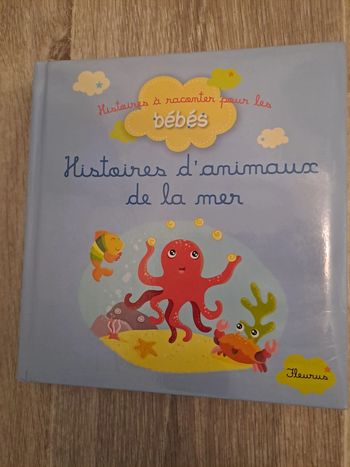 Histoires à raconter pour les
bébés
Histoires d'animaux
de la mer
Fleurus